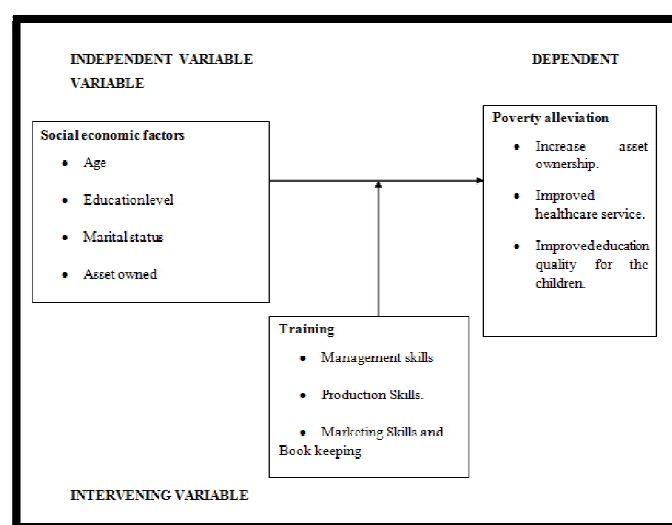 INDEPENDENT VARIABLE DEPENDENT
VARIABLE
Social economic factors
• Age
• Education level
• Marital status
• Asset owned
Poverty alleviation
• Increase asset
ownership.
• Improved
healthcare service.
• Improved education
quality for the
children.
Training
• Management skills
• Production Skills.
• Marketing Skills and
Book keeping
INTERVENING VARIABLE